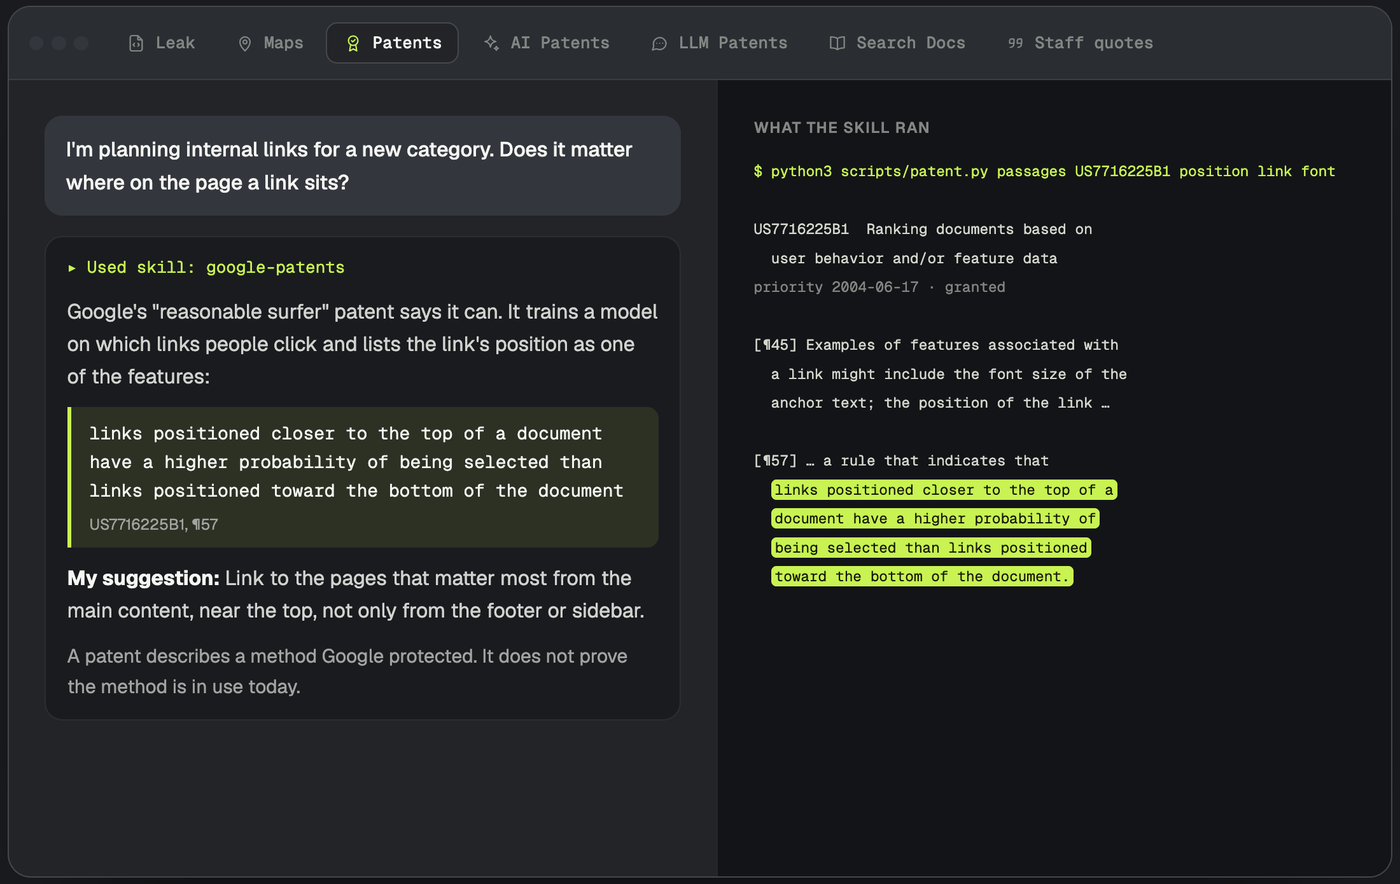 Leak
Maps
Patents
AI Patents
LLM Patents
Search Docs
Staff quotes
I'm planning internal links for a new category. Does it matter
where on the page a link sits?
▸ Used skill: google-patents
Google's "reasonable surfer" patent says it can. It trains a model
on which links people click and lists the link's position as one
of the features:
links positioned closer to the top of a document
have a higher probability of being selected than
links positioned toward the bottom of the document
US7716225B1, ¶57
My suggestion: Link to the pages that matter most from the
main content, near the top, not only from the footer or sidebar.
A patent describes a method Google protected. It does not prove
the method is in use today.
WHAT THE SKILL RAN
$ python3 scripts/patent.py passages US7716225B1 position link font
US7716225B1  Ranking documents based on
user behavior and/or feature data
priority 2004-06-17 · granted
[¶45] Examples of features associated with
a link might include the font size of the
anchor text; the position of the link …
[¶57] … a rule that indicates that
links positioned closer to the top of a
document have a higher probability of
being selected than links positioned
toward the bottom of the document.